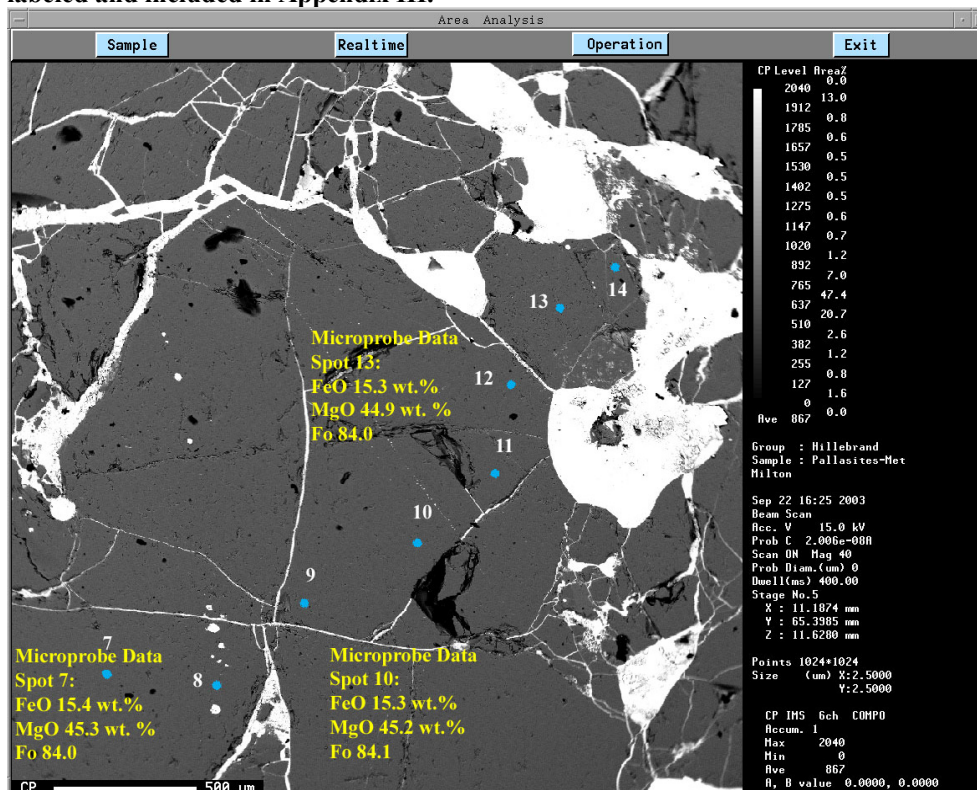 labeled and included in Appendix III.
Area Analysis
Sample Realtime Operation Exit
CP Level Area%
0.0
2040
13.0
1912
0.8
1785
0.6
1657
0.5
1530
0.5
1402
0.5
1275
0.6
1147
0.7
1020
1.2
892
7.0
765
47.4
637
20.7
510
2.6
382
1.2
255
0.8
127
1.6
0
0.0
Ave 867
Group : Hillebrand
Sample : Pallasites-Met
Milton
Sep 22 16:25 2003
Beam Scan
Acc. V 15.0 kV
Prob C 2.006e-08A
Scan ON Mag 40
Prob Diam.(um) 0
Dwell(ms) 400.00
Stage No.5
X : 11.1874 mm
Y : 65.3985 mm
Z : 11.6280 mm
Points 1024*1024
Size (um) X:2.5000
Y:2.5000
CP IMS 6ch COMPO
Accum. 1
Max 2040
Min 0
Ave 867
A, B value 0.0000, 0.0000
14
13
12
11
10
9
8
7
Microprobe Data
Spot 13:
FeO 15.3 wt.%
MgO 44.9 wt. %
Fo 84.0
Microprobe Data
Spot 7:
FeO 15.4 wt.%
MgO 45.3 wt. %
Fo 84.0
Microprobe Data
Spot 10:
FeO 15.3 wt.%
MgO 45.2 wt.%
Fo 84.1
CP 500 um